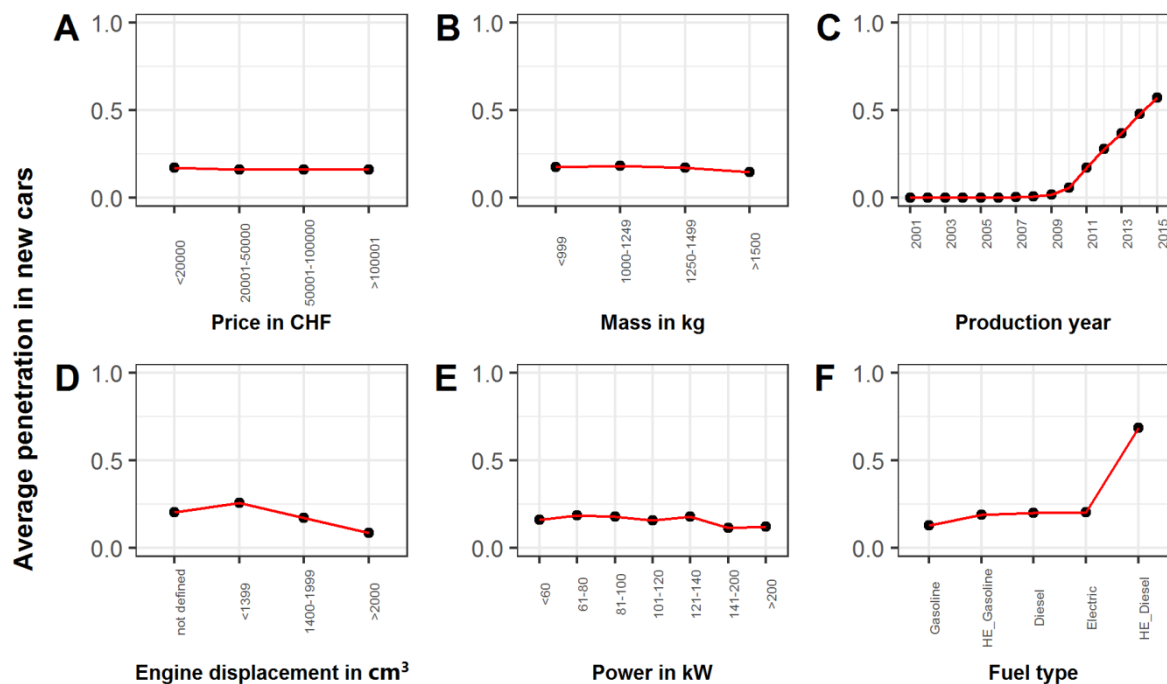 Average penetration in new cars
A
1.0
0.5
0.0
<20000
20001-50000
50001-100000
>100001
Price in CHF
B
1.0
0.5
0.0
<999
1000-1249
1250-1499
>1500
Mass in kg
C
1.0
0.5
0.0
2001
2003
2005
2007
2009
2011
2013
2015
Production year
D
1.0
0.5
0.0
not defined
<1399
1400-1999
>2000
Engine displacement in cm³
E
1.0
0.5
0.0
<60
61-80
81-100
101-120
121-140
141-200
>200
Power in kW
F
1.0
0.5
0.0
Gasoline
HE_Gasoline
Diesel
Electric
HE_Diesel
Fuel type